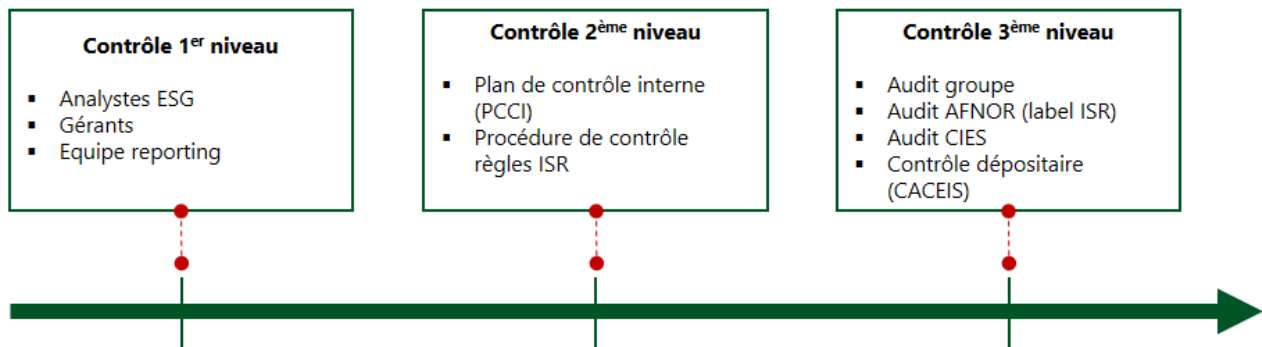 Contrôle 1er niveau
▪ Analystes ESG
▪ Gérants
▪ Equipe reporting
Contrôle 2ème niveau
▪ Plan de contrôle interne
(PCCI)
▪ Procédure de contrôle
règles ISR
Contrôle 3ème niveau
▪ Audit groupe
▪ Audit AFNOR (label ISR)
▪ Audit CIES
▪ Contrôle dépositaire
(CACEIS)